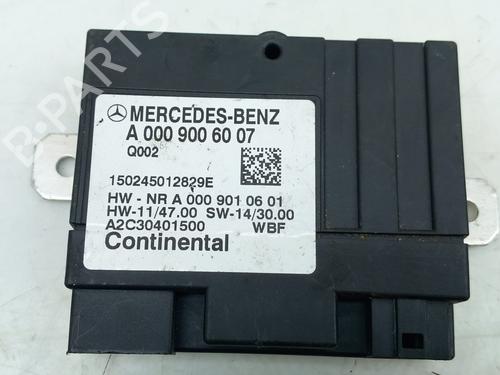 B-PARTS
MERCEDES-BENZ
A 000 900 60 07
Q002
150245012829E
HW - NR A 000 901 06 01
HW-11/47.00 SW-14/30.00
A2C30401500 WBF
Continental